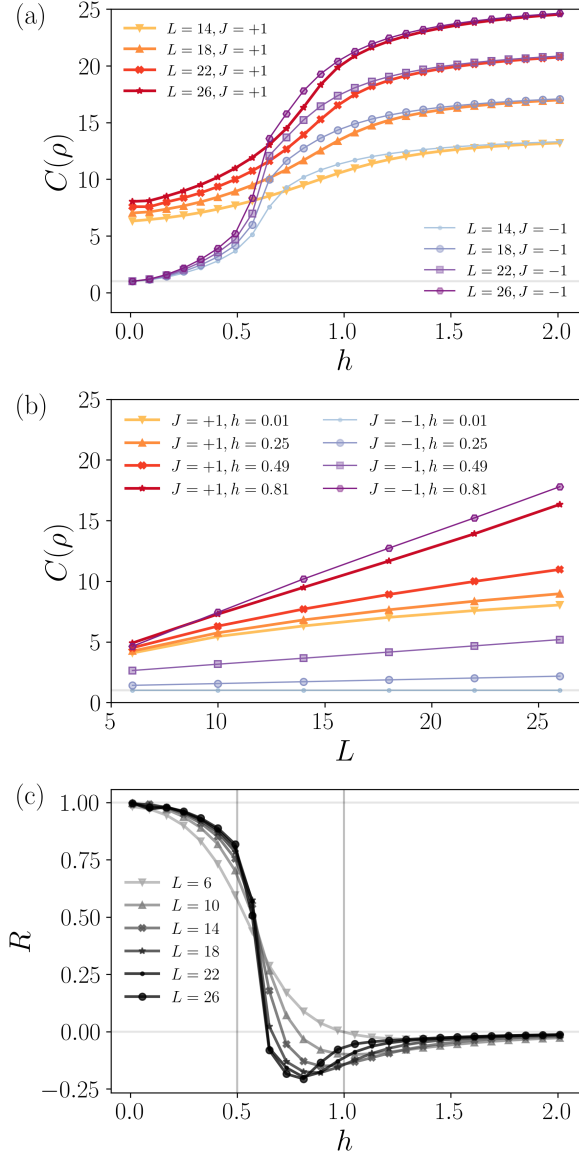 (a)
25
20
15
10
5
0
C(ρ)
L = 14, J = +1
L = 18, J = +1
L = 22, J = +1
L = 26, J = +1
L = 14, J = −1
L = 18, J = −1
L = 22, J = −1
L = 26, J = −1
0.0 0.5 1.0 1.5 2.0
h
(b)
25
20
15
10
5
0
C(ρ)
J = +1, h = 0.01 J = −1, h = 0.01
J = +1, h = 0.25 J = −1, h = 0.25
J = +1, h = 0.49 J = −1, h = 0.49
J = +1, h = 0.81 J = −1, h = 0.81
5 10 15 20 25
L
(c)
1.00
0.75
0.50
0.25
0.00
−0.25
R
L = 6
L = 10
L = 14
L = 18
L = 22
L = 26
0.0 0.5 1.0 1.5 2.0
h